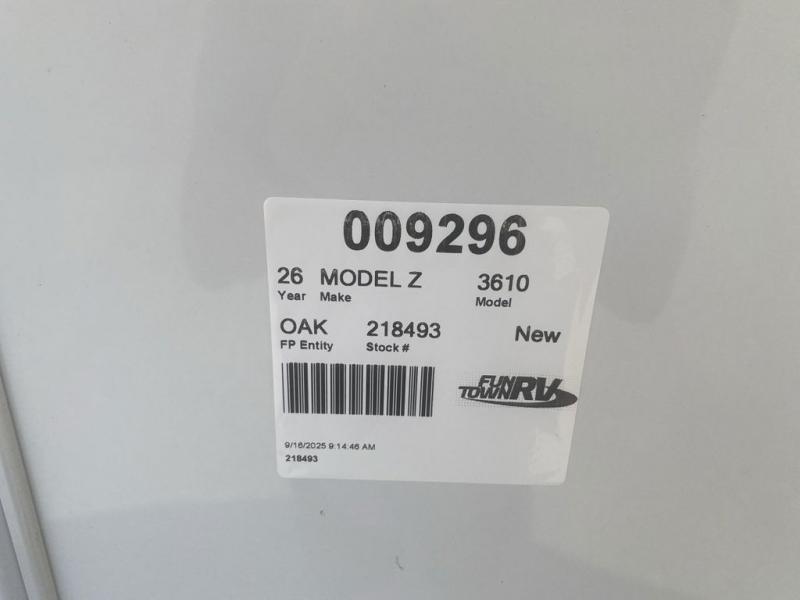 009296
26 MODEL Z 3610
Year Make Model
OAK 218493 New
FP Entity Stock #
FUN TOWN RV
9/16/2025 9:14:46 AM
218493